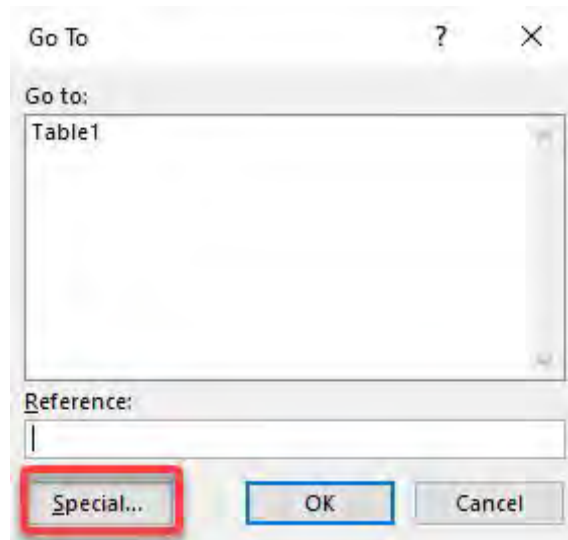 Go To ? ×
Go to:
Table1
Reference:
Special... OK Cancel